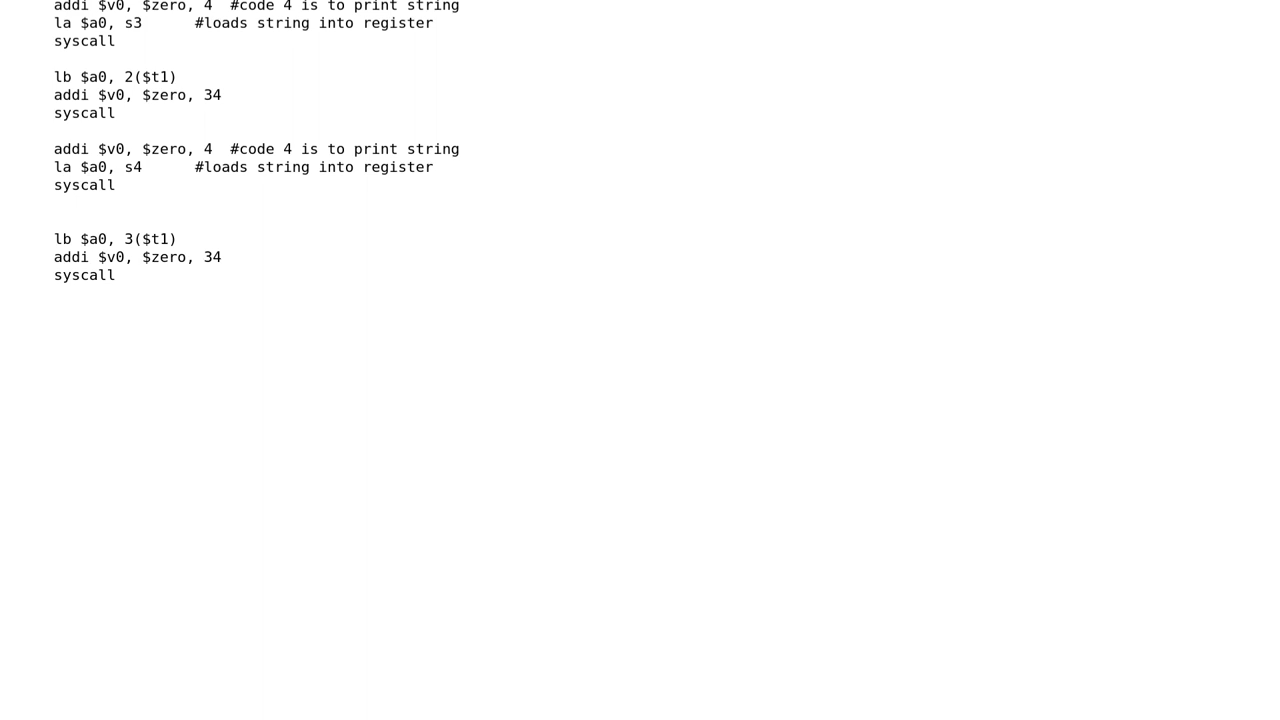 addi $v0, $zero, 4  #code 4 is to print string
la $a0, s3      #loads string into register
syscall
lb $a0, 2($t1)
addi $v0, $zero, 34
syscall
addi $v0, $zero, 4  #code 4 is to print string
la $a0, s4      #loads string into register
syscall
lb $a0, 3($t1)
addi $v0, $zero, 34
syscall